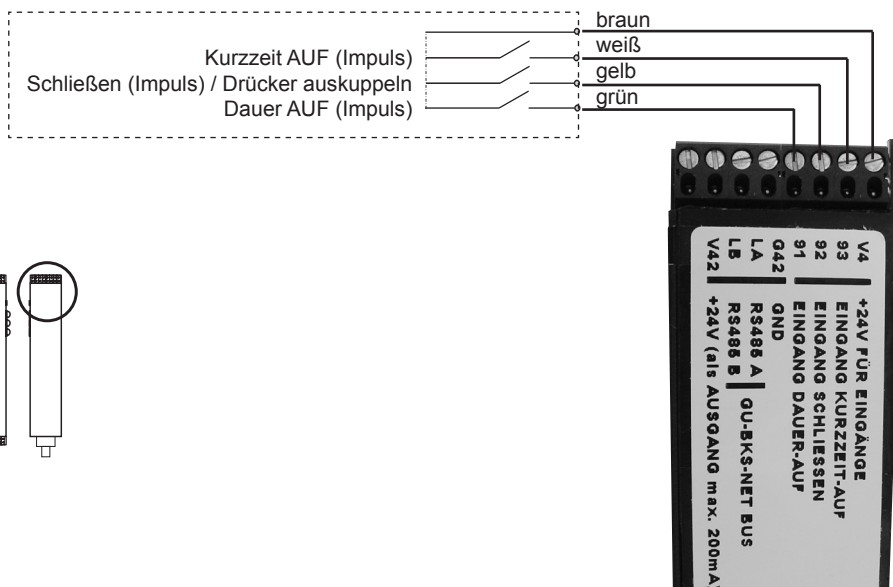 braun
weiß
gelb
grün
Kurzzeit AUF (Impuls)
Schließen (Impuls) / Drücker auskuppeln
Dauer AUF (Impuls)
V4 +24V FÜR EINGÄNGE
93 EINGANG KURZZEIT-AUF
92 EINGANG SCHLIESSEN
91 EINGANG DAUER-AUF
G42 GND
LA RS485 A
LB RS485 B
GU-BKS-NET BUS
V42 +24V (als AUSGANG max. 200mA